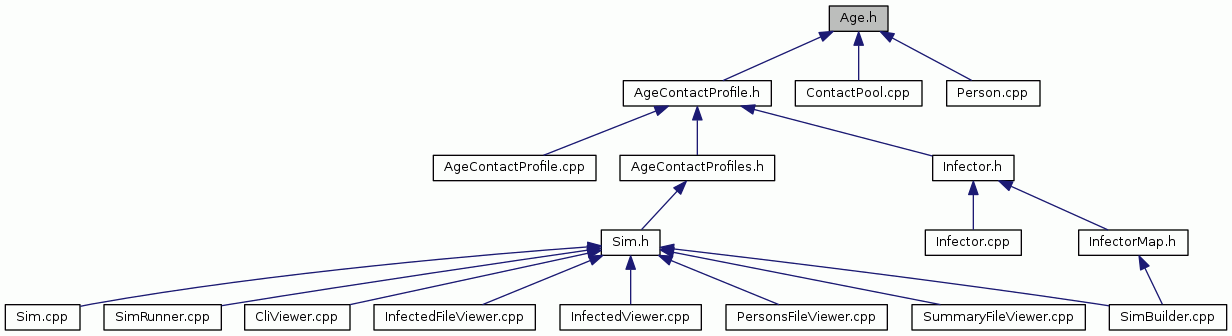 Age.h
AgeContactProfile.h
ContactPool.cpp
Person.cpp
AgeContactProfile.cpp
AgeContactProfiles.h
Infector.h
Sim.h
Infector.cpp
InfectorMap.h
Sim.cpp
SimRunner.cpp
CliViewer.cpp
InfectedFileViewer.cpp
InfectedViewer.cpp
PersonsFileViewer.cpp
SummaryFileViewer.cpp
SimBuilder.cpp